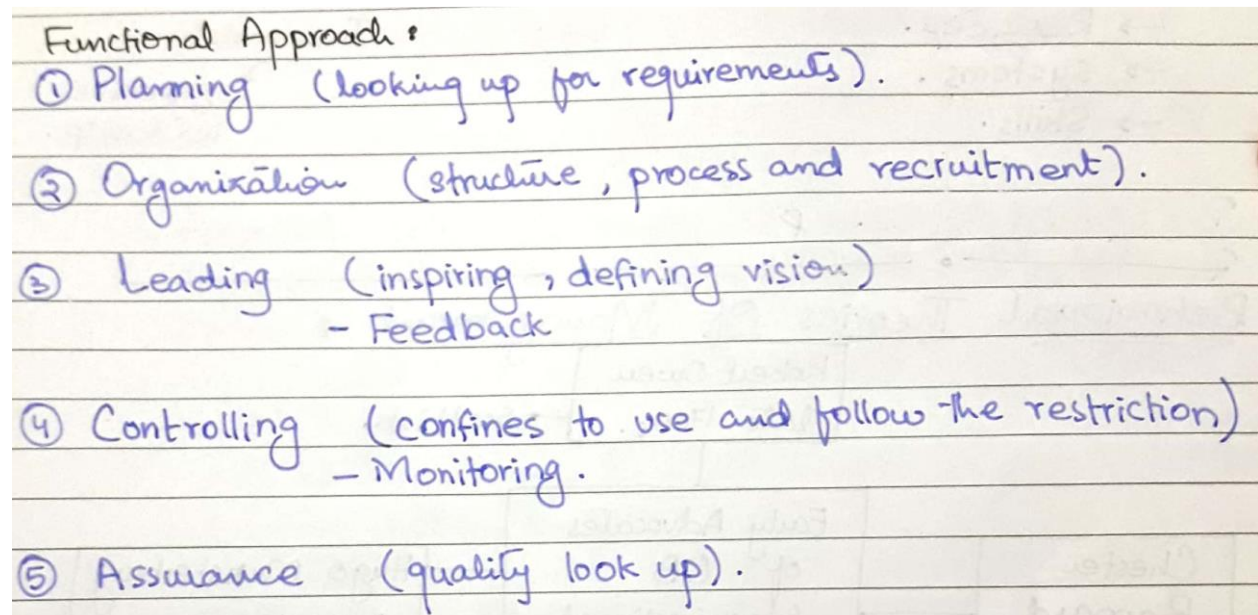 Functional Approach :
① Planning (looking up for requirements).
② Organization (structure, process and recruitment).
③ Leading (inspiring, defining vision)
- Feedback
④ Controlling (confines to use and follow the restriction)
- Monitoring.
⑤ Assurance (quality look up).